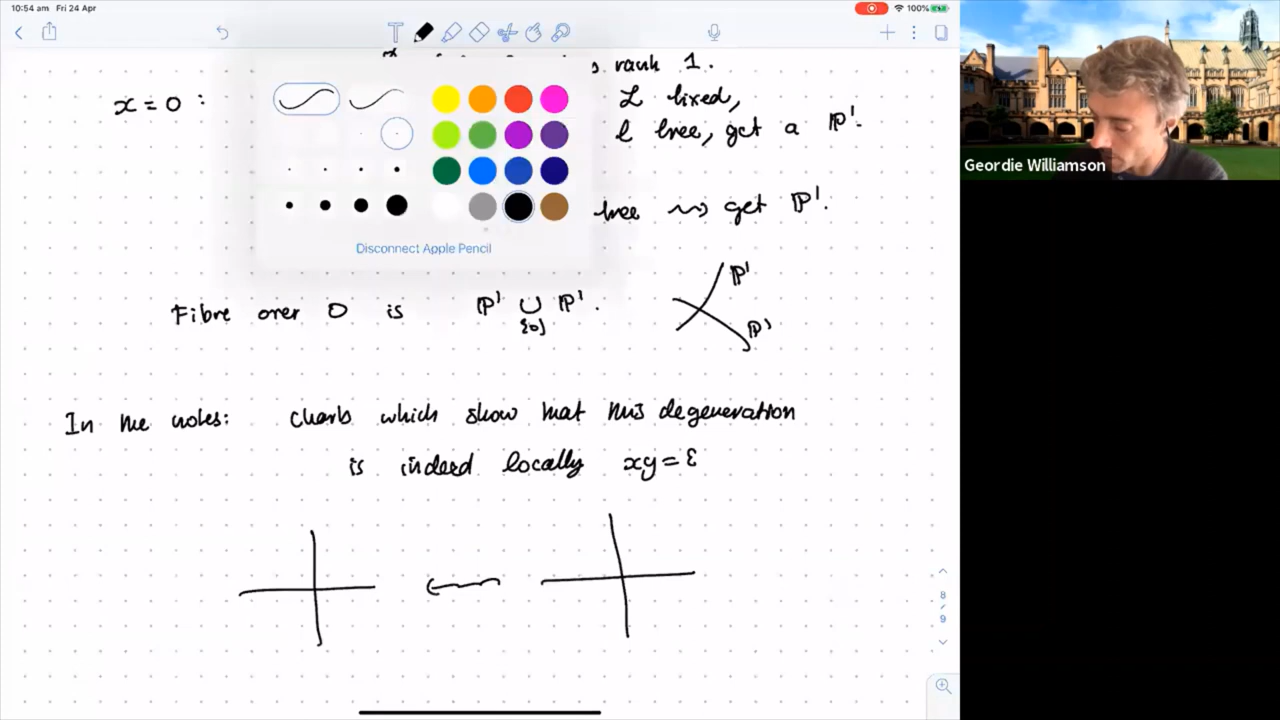 10:54 am Fri 24 Apr
100%
T
rank 1.
x = 0 :
L fixed,
l free, get a ℙ¹.
free ⇝ get ℙ¹.
Disconnect Apple Pencil
ℙ¹
Fibre over 0 is ℙ¹ ∪ ℙ¹.
{0}
ℙ¹
In the notes: charts which show that this degeneration
is indeed locally xy = ε
8
/
9
Geordie Williamson